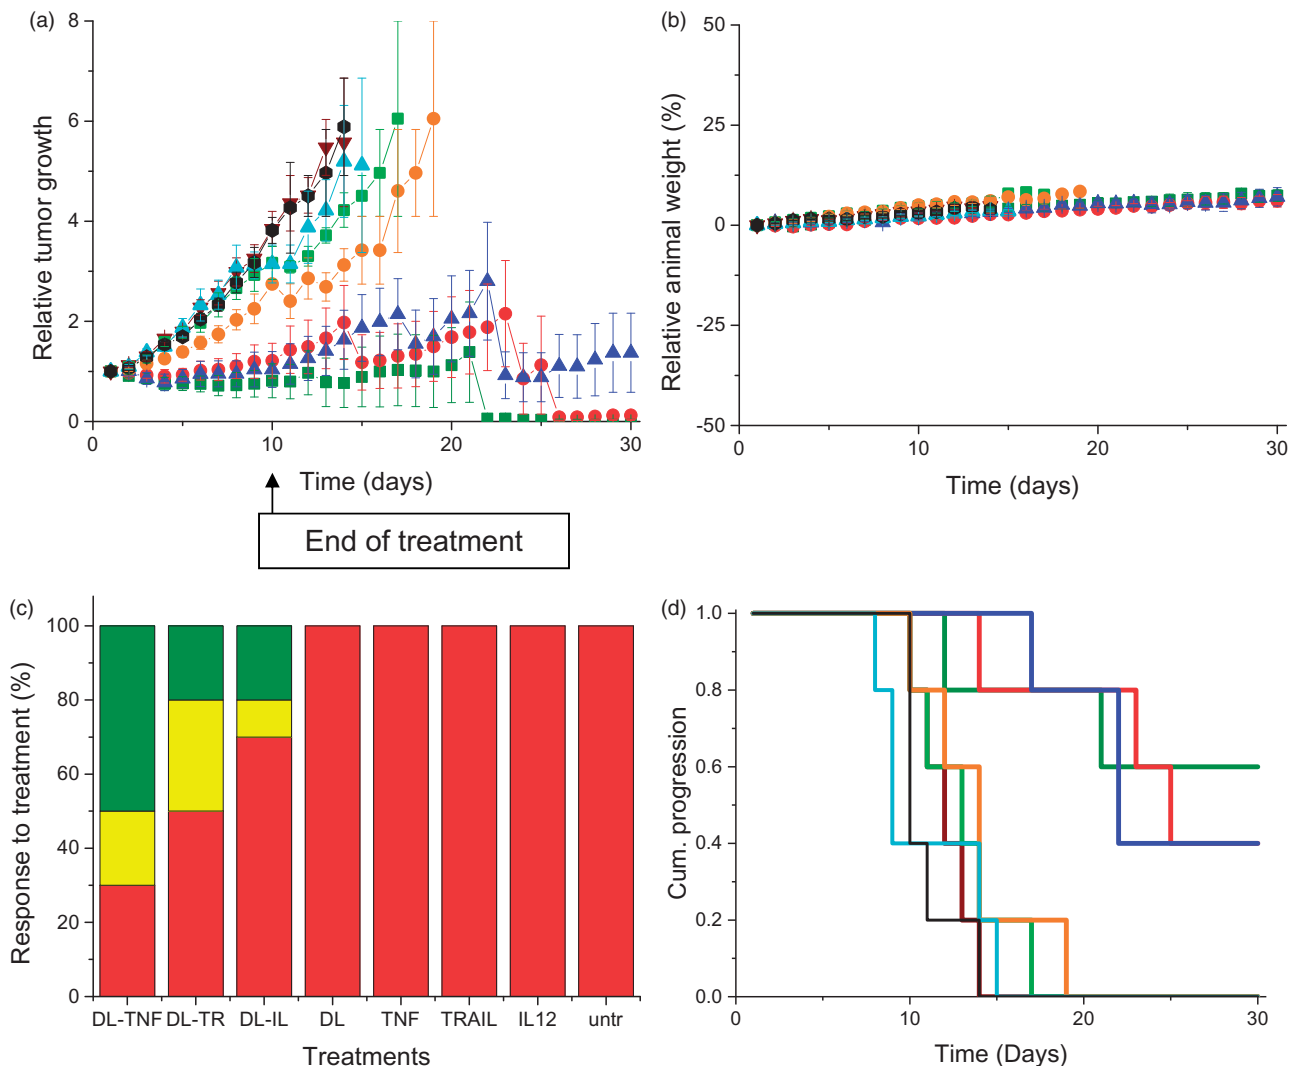 (a)
8
6
4
2
0
Relative tumor growth
0 10 20 30
Time (days)
End of treatment
(b)
50
25
0
-25
-50
Relative animal weight (%)
0 10 20 30
Time (days)
(c)
100
80
60
40
20
0
Response to treatment (%)
DL-TNF DL-TR DL-IL DL TNF TRAIL IL12 untr
Treatments
(d)
1.0
0.8
0.6
0.4
0.2
0.0
Cum. progression
0 10 20 30
Time (Days)